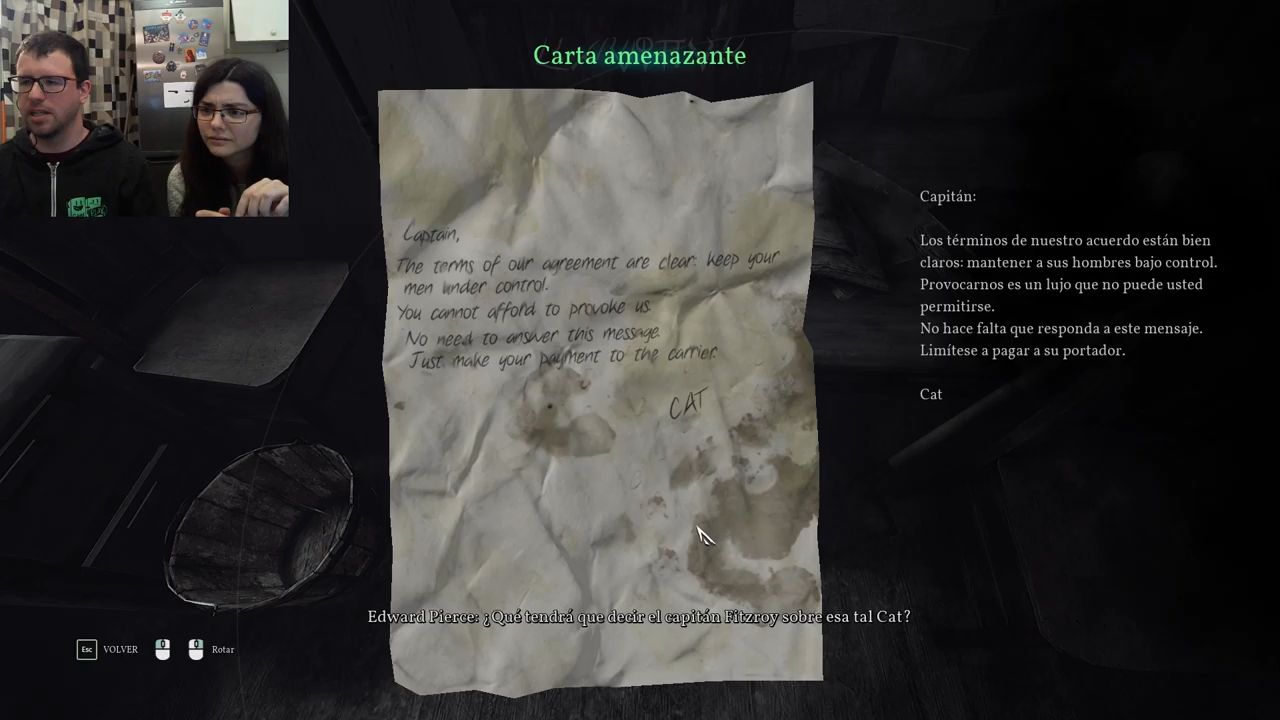 Carta amenazante
Captain,
The terms of our agreement are clear: keep your
men under control.
You cannot afford to provoke us.
No need to answer this message.
Just make your payment to the carrier.
CAT
Capitán:
Los términos de nuestro acuerdo están bien
claros: mantener a sus hombres bajo control.
Provocarnos es un lujo que no puede usted
permitirse.
No hace falta que responda a este mensaje.
Limítese a pagar a su portador.
Cat
Edward Pierce: ¿Qué tendrá que decir el capitán Fitzroy sobre esa tal Cat?
Esc VOLVER Rotar